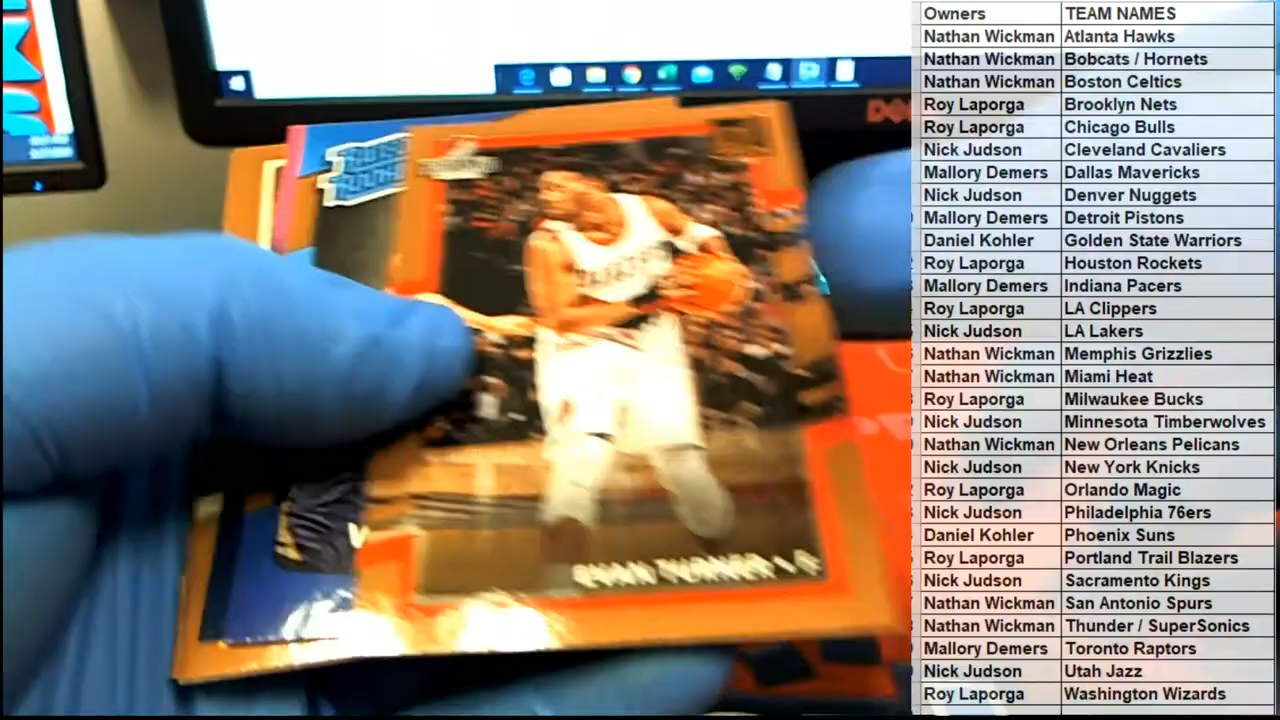 Owners TEAM NAMES
Nathan Wickman Atlanta Hawks
Nathan Wickman Bobcats / Hornets
Nathan Wickman Boston Celtics
Roy Laporga Brooklyn Nets
Roy Laporga Chicago Bulls
Nick Judson Cleveland Cavaliers
Mallory Demers Dallas Mavericks
Nick Judson Denver Nuggets
Mallory Demers Detroit Pistons
Daniel Kohler Golden State Warriors
Roy Laporga Houston Rockets
Mallory Demers Indiana Pacers
Roy Laporga LA Clippers
Nick Judson LA Lakers
Nathan Wickman Memphis Grizzlies
Nathan Wickman Miami Heat
Roy Laporga Milwaukee Bucks
Nick Judson Minnesota Timberwolves
Nathan Wickman New Orleans Pelicans
Nick Judson New York Knicks
Roy Laporga Orlando Magic
Nick Judson Philadelphia 76ers
Daniel Kohler Phoenix Suns
Roy Laporga Portland Trail Blazers
Nick Judson Sacramento Kings
Nathan Wickman San Antonio Spurs
Nathan Wickman Thunder / SuperSonics
Mallory Demers Toronto Raptors
Nick Judson Utah Jazz
Roy Laporga Washington Wizards
EVAN TURNER